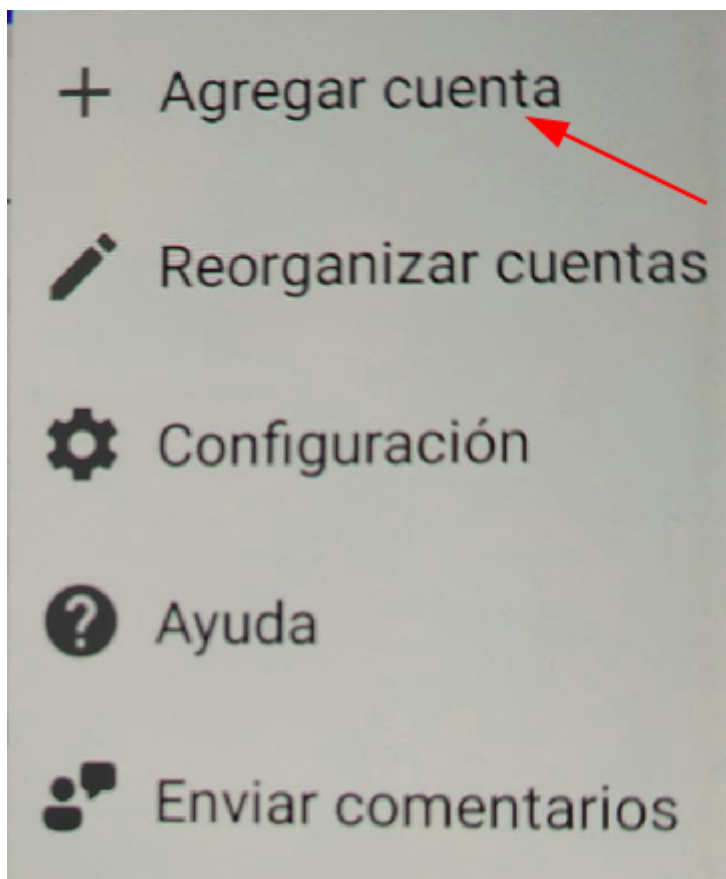 Agregar cuenta
Reorganizar cuentas
Configuración
Ayuda
Enviar comentarios